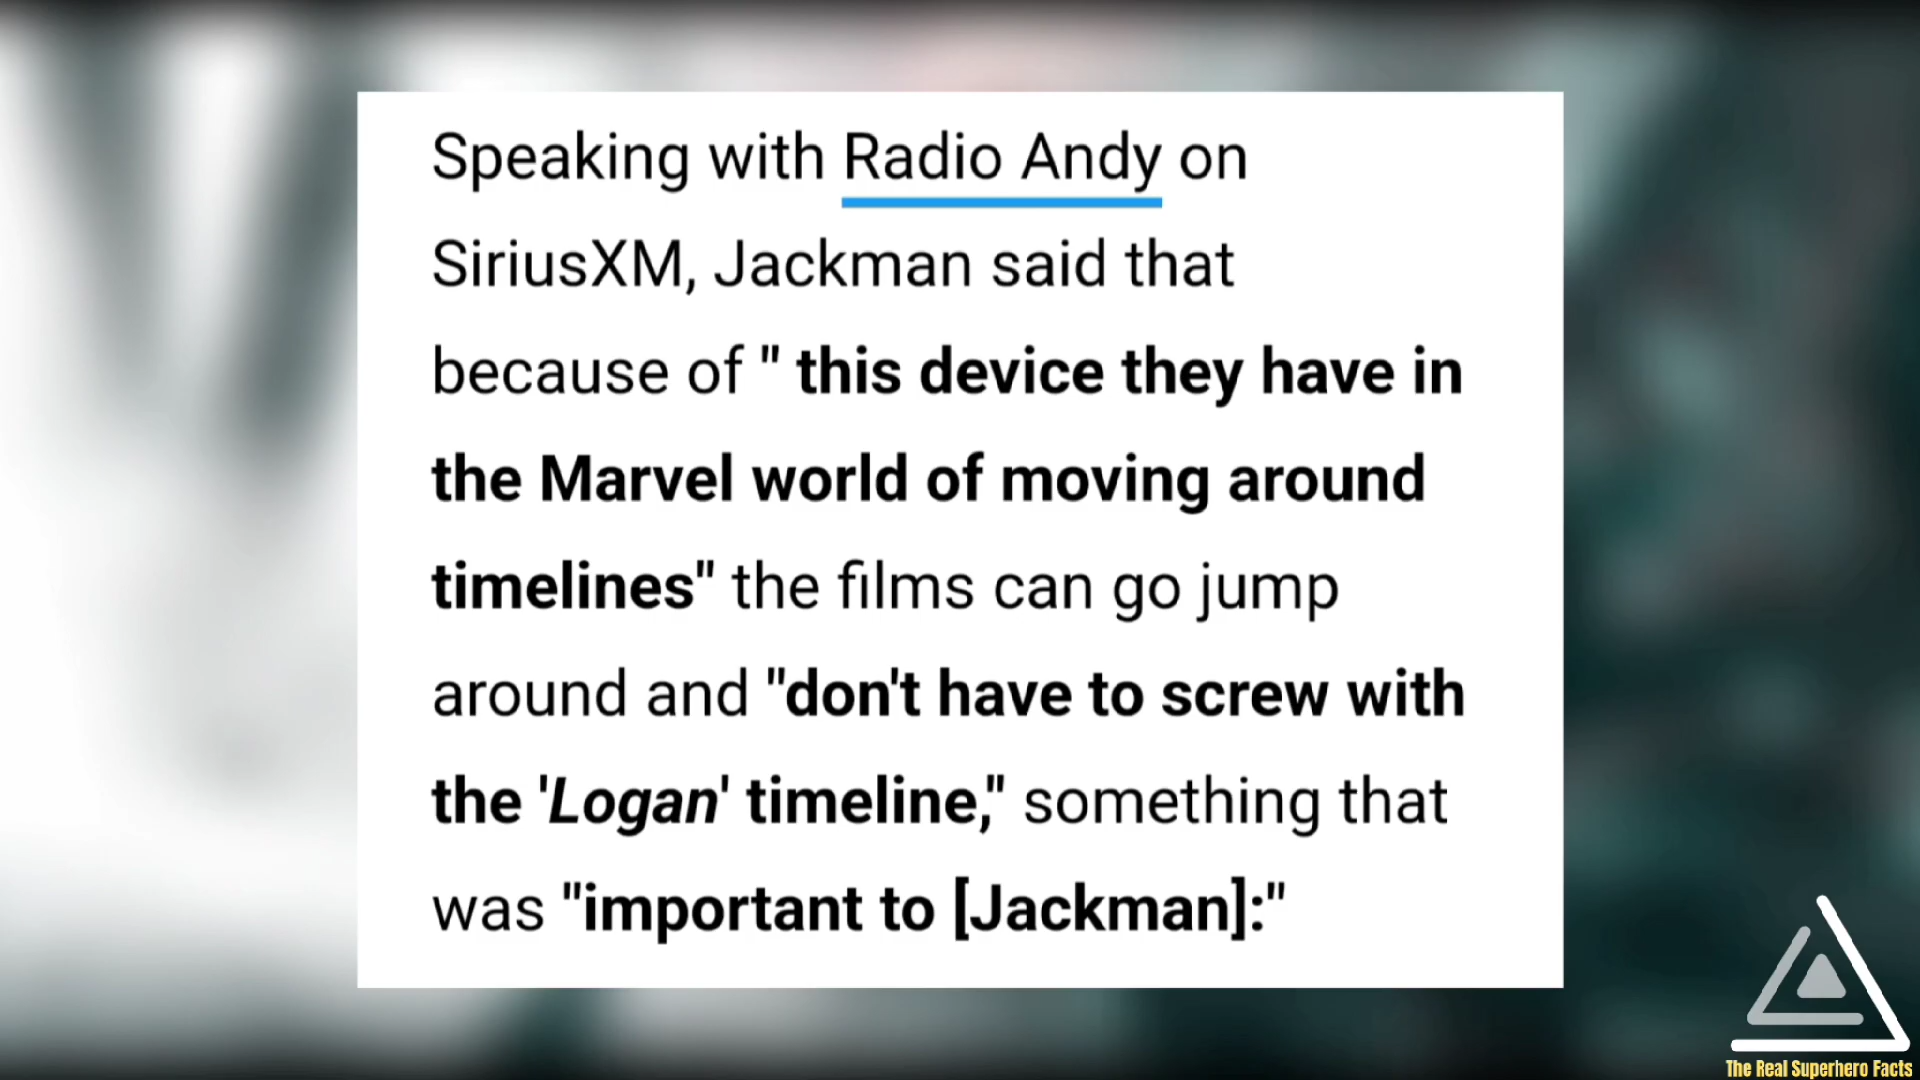 Speaking with Radio Andy on
SiriusXM, Jackman said that
because of " this device they have in
the Marvel world of moving around
timelines" the films can go jump
around and "don't have to screw with
the 'Logan' timeline," something that
was "important to [Jackman]:"
The Real Superhero Facts